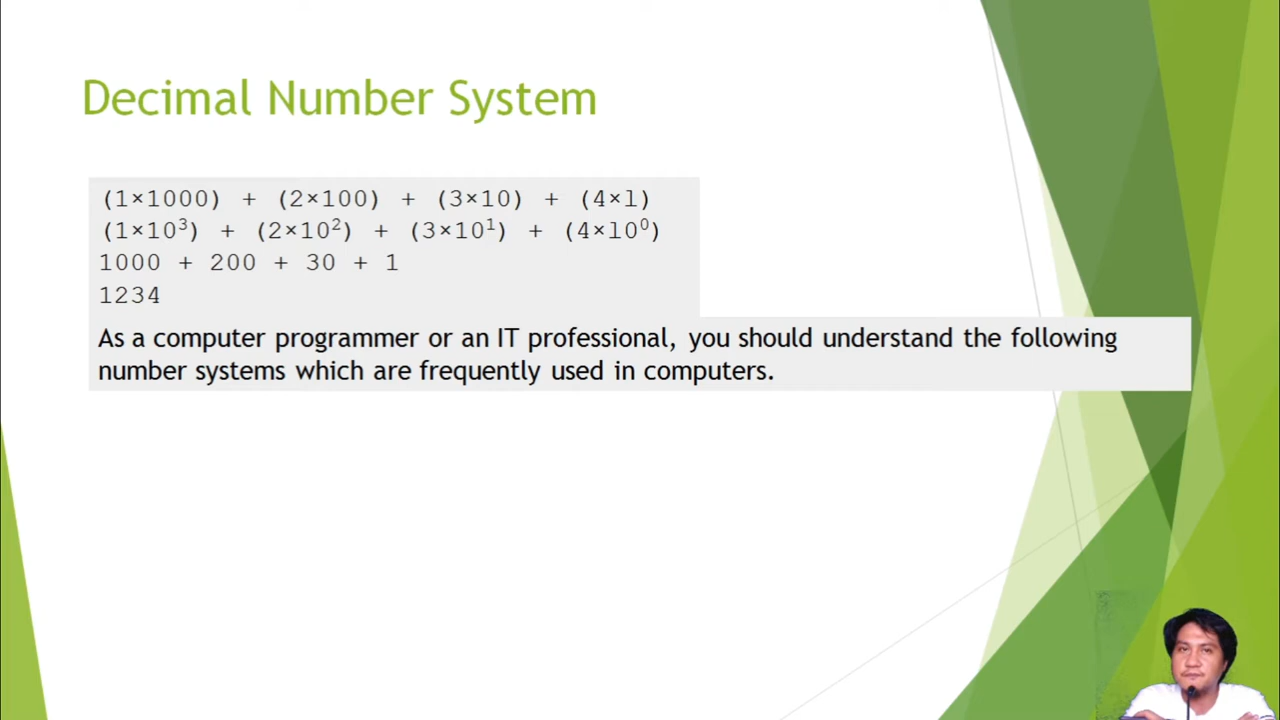 Decimal Number System
(1×1000) + (2×100) + (3×10) + (4×l)
(1×10³) + (2×10²) + (3×10¹) + (4×l0⁰)
1000 + 200 + 30 + 1
1234
As a computer programmer or an IT professional, you should understand the following
number systems which are frequently used in computers.